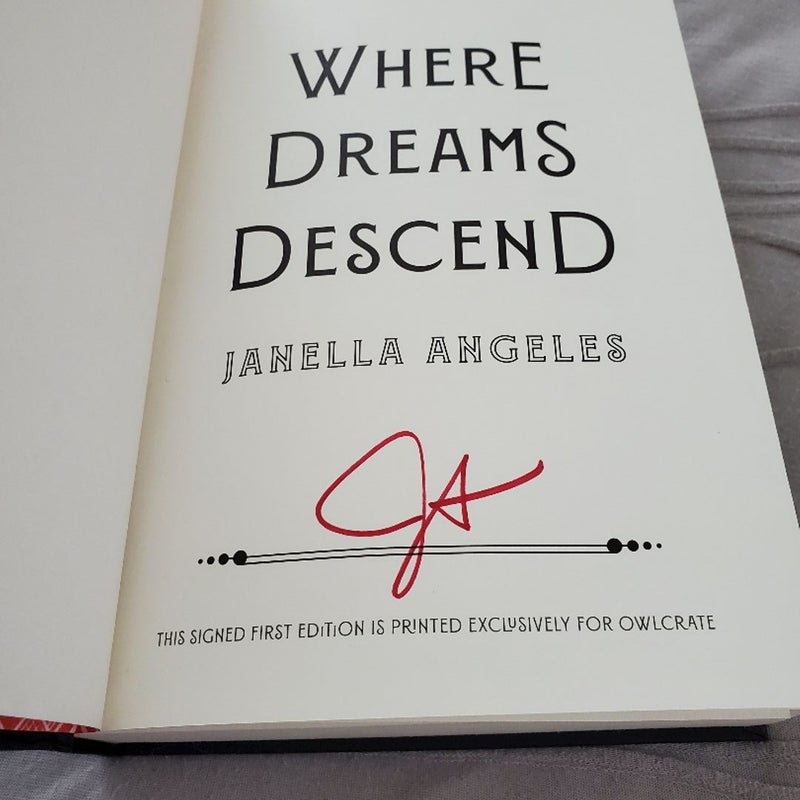 WHERE
DREAMS
DESCEND
JANELLA ANGELES
JA
THIS SIGNED FIRST EDITION IS PRINTED EXCLUSIVELY FOR OWLCRATE